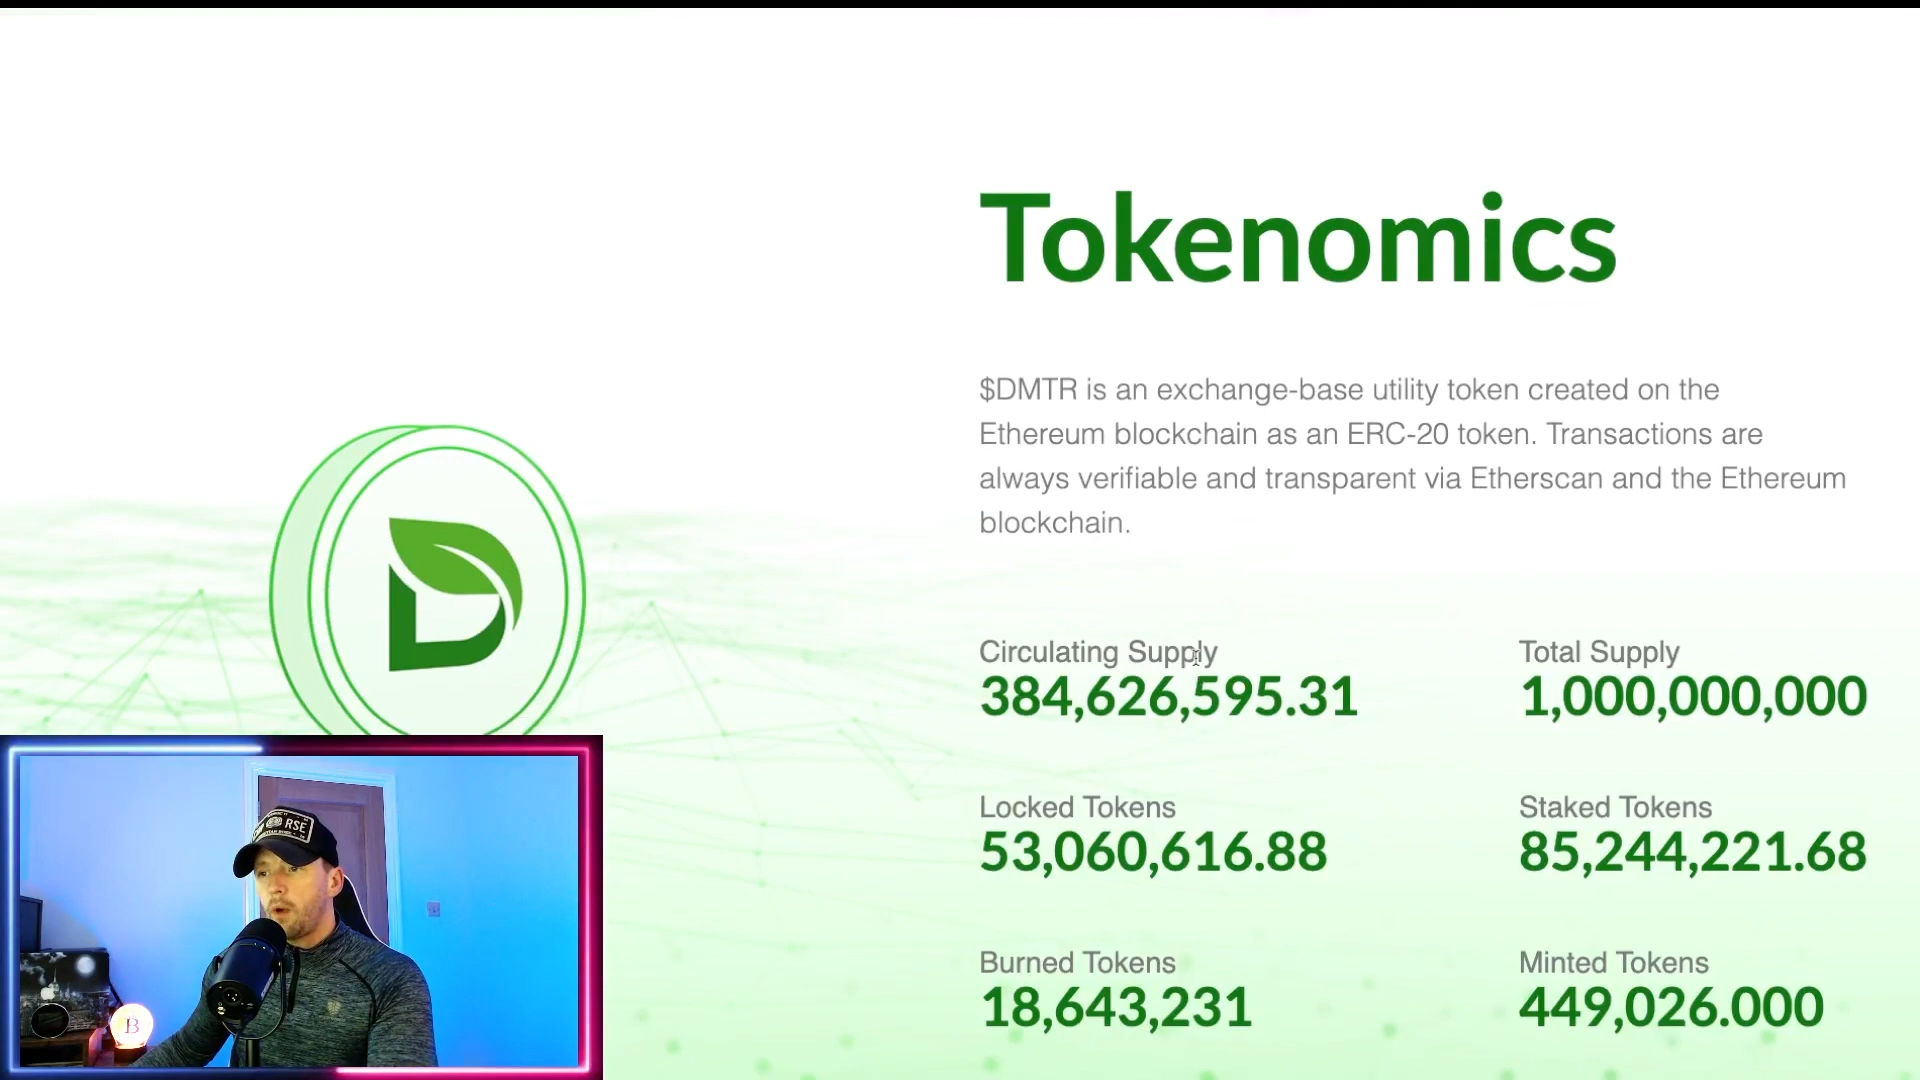 Tokenomics
$DMTR is an exchange-base utility token created on the
Ethereum blockchain as an ERC-20 token. Transactions are
always verifiable and transparent via Etherscan and the Ethereum
blockchain.
Circulating Supply
384,626,595.31
Total Supply
1,000,000,000
Locked Tokens
53,060,616.88
Staked Tokens
85,244,221.68
Burned Tokens
18,643,231
Minted Tokens
449,026.000
RSE
B